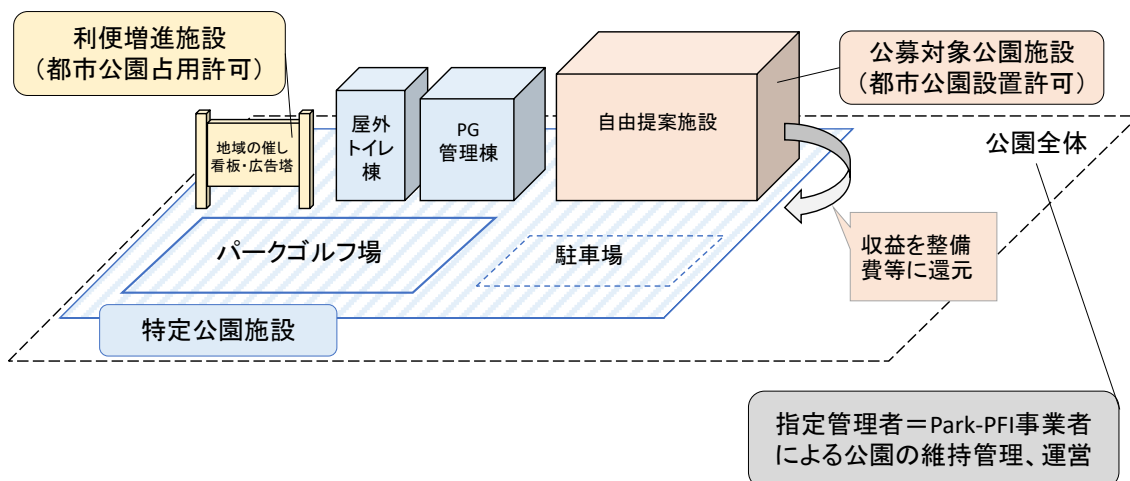 利便増進施設
（都市公園占用許可）
公募対象公園施設
（都市公園設置許可）
地域の催し
看板・広告塔
屋外
トイレ
棟
PG
管理棟
自由提案施設
公園全体
パークゴルフ場
駐車場
収益を整備
費等に還元
特定公園施設
指定管理者＝Park-PFI事業者
による公園の維持管理、運営